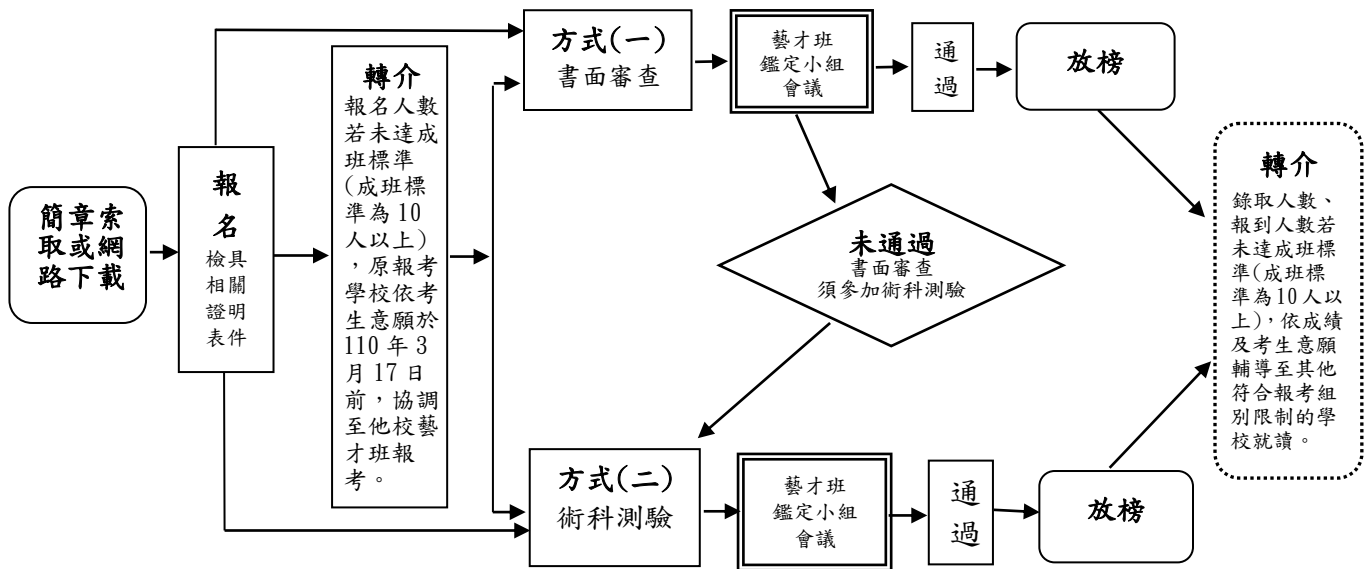 簡章索
取或網
路下載
報
名
檢具
相關
證明
表件
轉介
報名人數
若未達成
班標準
(成班標
準為10
人以上)
，原報考
學校依考
生意願於
110 年 3
月 17 日
前，協調
至他校藝
才班報
考。
方式(一)
書面審查
藝才班
鑑定小組
會議
通
過
放榜
未通過
書面審查
須參加術科測驗
方式(二)
術科測驗
藝才班
鑑定小組
會議
通
過
放榜
轉介
錄取人數、
報到人數若
未達成班標
準(成班標
準為10人以
上)，依成績
及考生意願
輔導至其他
符合報考組
別限制的學
校就讀。